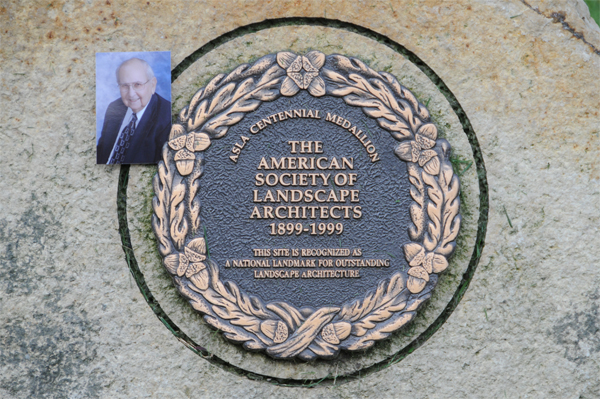 ASLA CENTENNIAL MEDALLION
THE
AMERICAN
SOCIETY OF
LANDSCAPE
ARCHITECTS
1899-1999
THIS SITE IS RECOGNIZED AS
A NATIONAL LANDMARK FOR OUTSTANDING
LANDSCAPE ARCHITECTURE